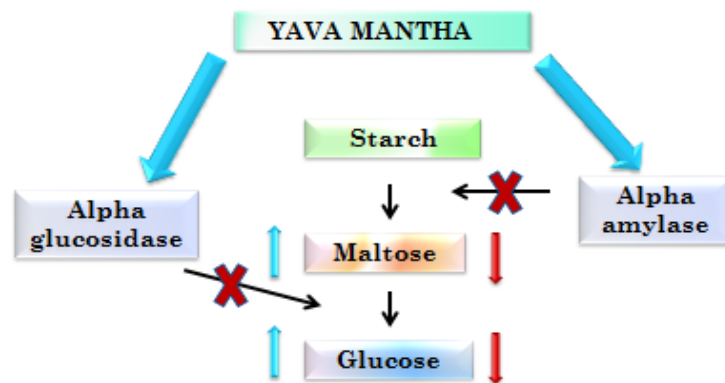 YAVA MANTHA
Starch
Alpha
glucosidase
Alpha
amylase
Maltose
Glucose